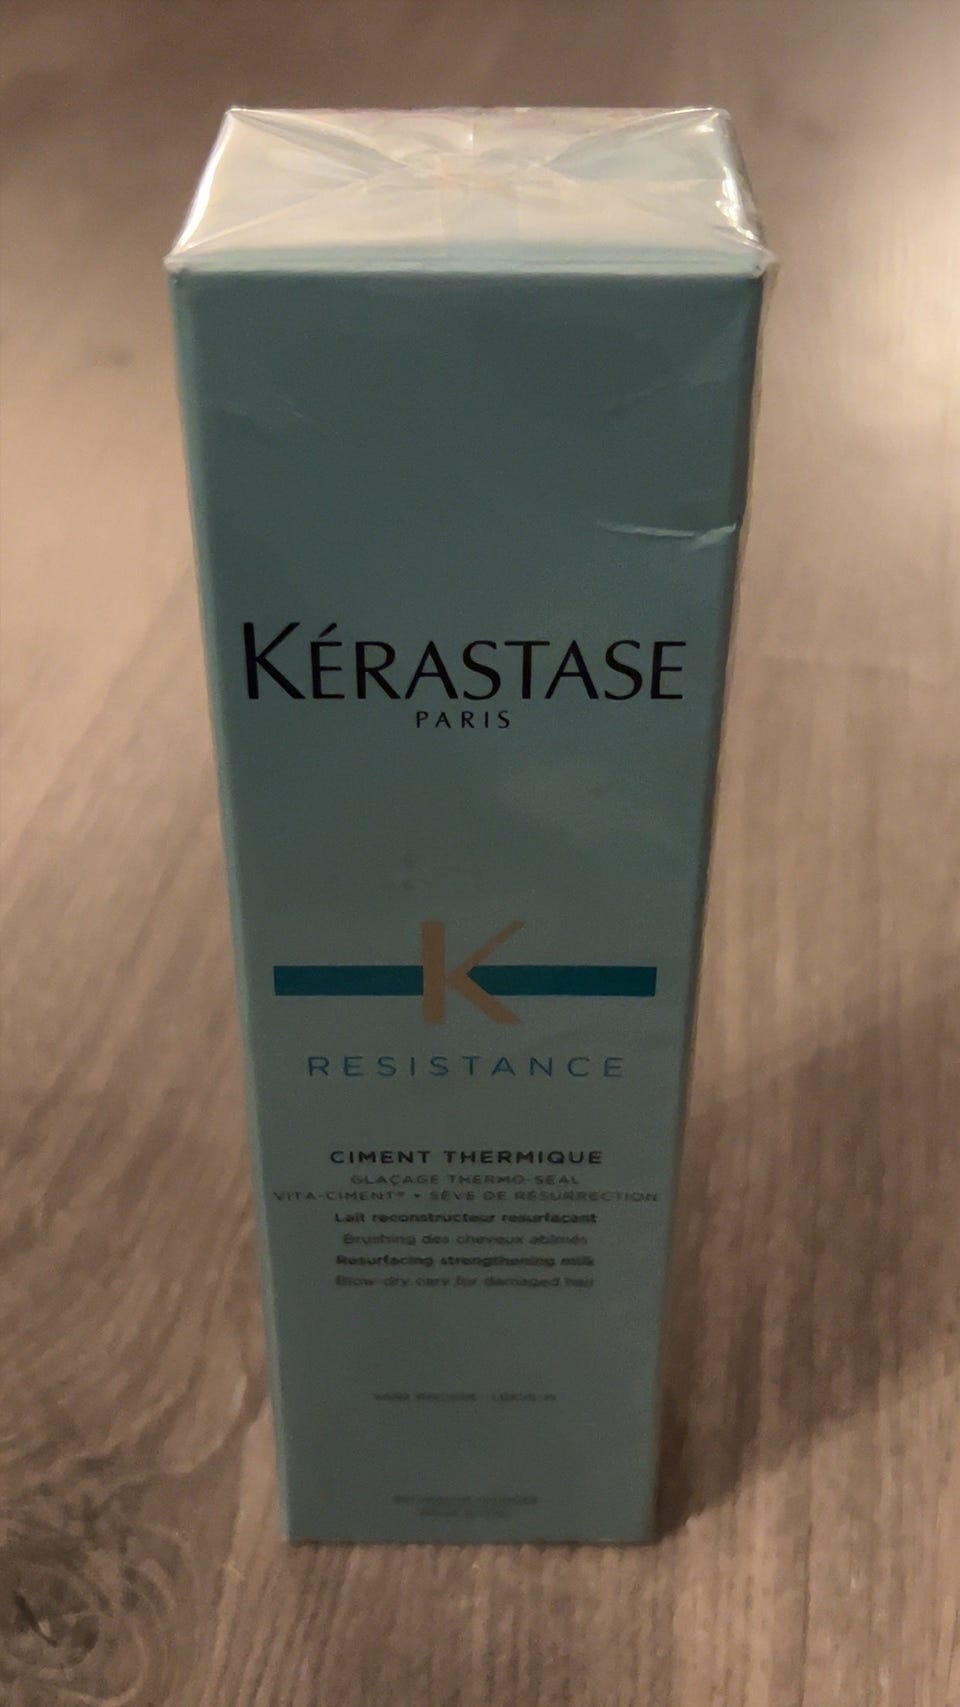 KÉRASTASE
PARIS
K
RESISTANCE
CIMENT THERMIQUE
GLAÇAGE THERMO-SEAL
VITA-CIMENT® • SÈVE DE RÉSURRECTION
Lait reconstructeur resurfaçant
Brushing des cheveux abîmés
Resurfacing strengthening milk
Blow-dry care for damaged hair